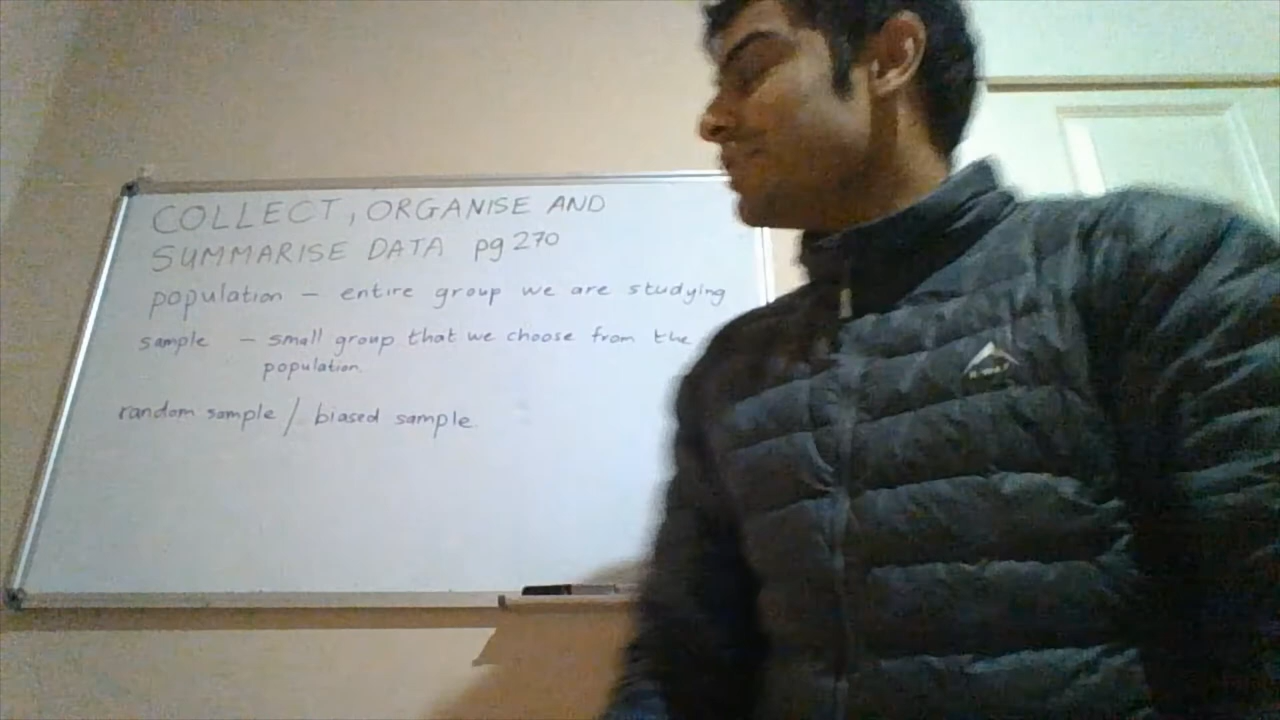 COLLECT, ORGANISE AND
SUMMARISE DATA pg 270
population – entire group we are studying
sample – small group that we choose from the
population.
random sample / biased sample.